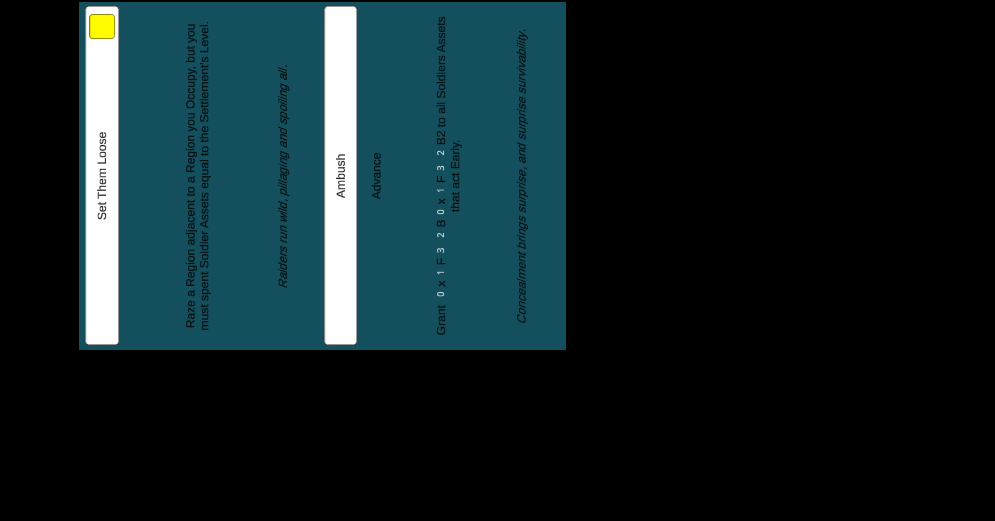 Set Them Loose
Raze a Region adjacent to a Region you Occupy, but you
must spent Soldier Assets equal to the Settlement's Level.
Raiders run wild, pillaging and spoiling all.
Ambush
Advance
Grant 0 x 1 F 3 2 B 0 x 1 F 3 2 B2 to all Soldiers Assets
that act Early.
Concealment brings surprise, and surprise survivability.